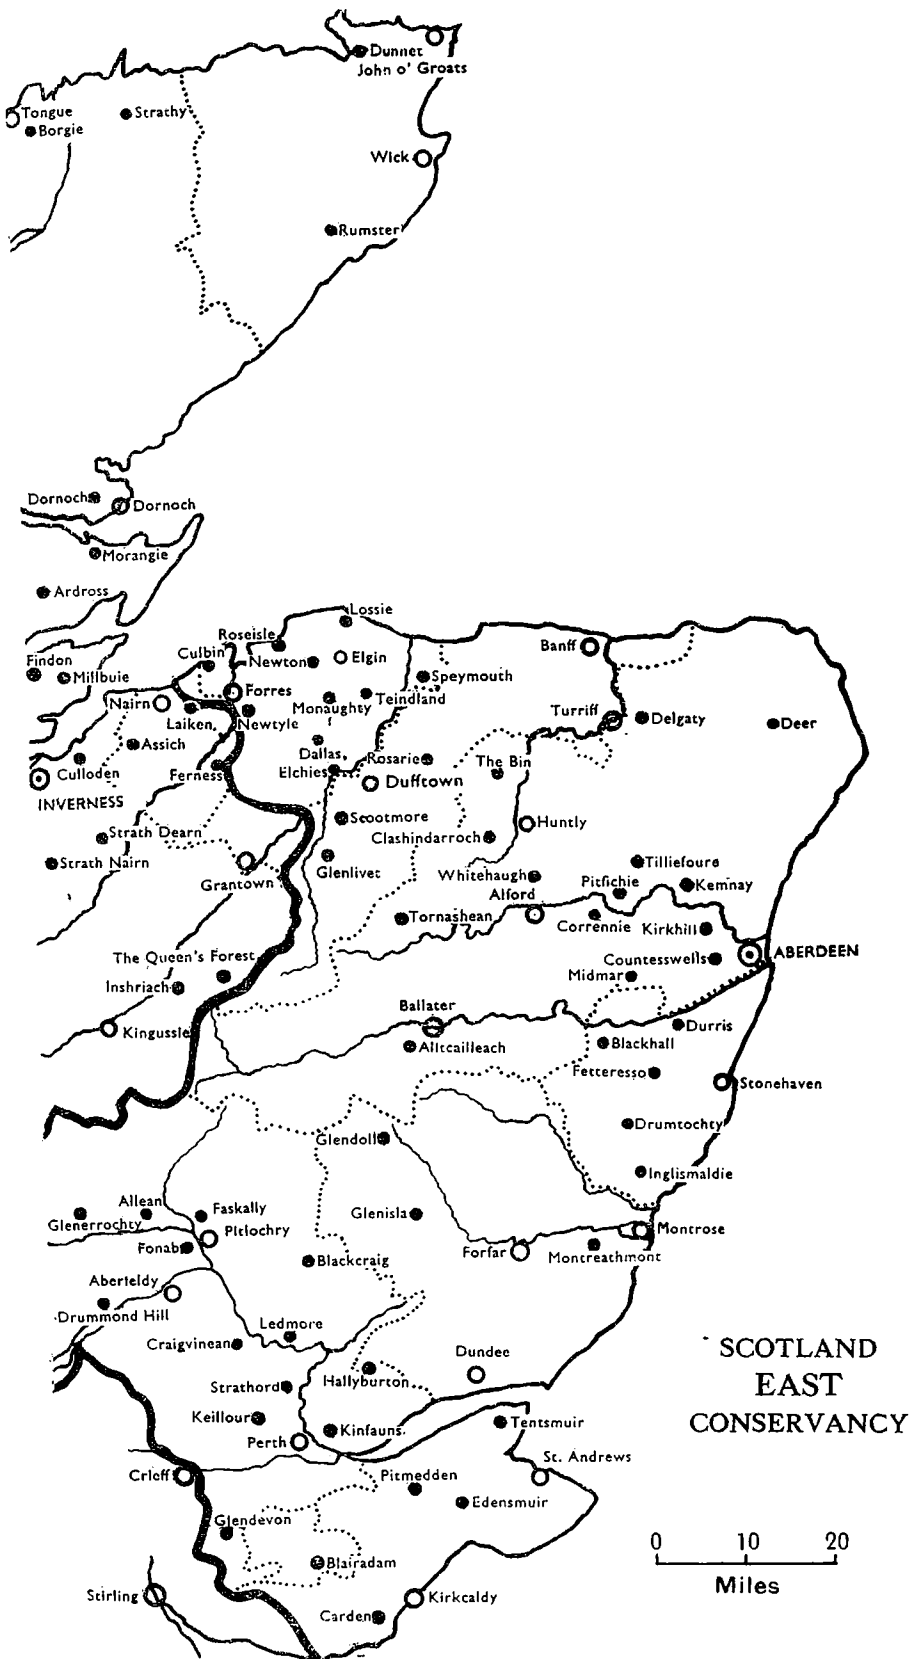 Dunnet
John o' Groats
Tongue
Borgie
Strathy
Wick
Rumster
Dornoch
Dornoch
Morangie
Ardross
Lossie
Roseisle
Culbin
Newton
Elgin
Banff
Findon
Millbuie
Speymouth
Nairn
Forres
Monaughty
Teindland
Laiken
Newtyle
Turriff
Delgaty
Deer
Assich
Dallas
Rosarie
The Bin
Culloden
Ferness
Elchies
Dufftown
INVERNESS
Scootmore
Huntly
Strath Dearn
Clashindarroch
Strath Nairn
Glenlivet
Tilliefoure
Grantown
Whitehaugh
Pitfichie
Kemnay
Alford
Tornashean
Corrennie
Kirkhill
The Queen's Forest
Countesswells
ABERDEEN
Inshriach
Midmar
Kingussie
Ballater
Durris
Alltcailleach
Blackhall
Fetteresso
Stonehaven
Drumtochty
Glendoll
Inglismaldie
Allean
Faskally
Glenerrochty
Pitlochry
Glenisla
Montrose
Fonab
Blackcraig
Forfar
Montreathmont
Aberfeldy
Drummond Hill
Ledmore
Craigvinean
Dundee
SCOTLAND
EAST
CONSERVANCY
Strathord
Hallyburton
Keillour
Kinfauns
Tentsmuir
Perth
St. Andrews
Crieff
Pitmedden
Edensmuir
Glendevon
0 10 20
Miles
Blairadam
Stirling
Kirkcaldy
Carden